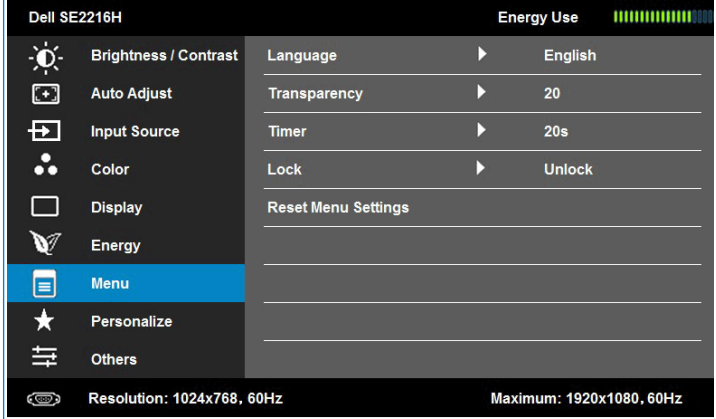 Dell SE2216H Energy Use
Brightness / Contrast Language English
Auto Adjust Transparency 20
Input Source Timer 20s
Color Lock Unlock
Display Reset Menu Settings
Energy
Menu
Personalize
Others
Resolution: 1024x768, 60Hz Maximum: 1920x1080, 60Hz